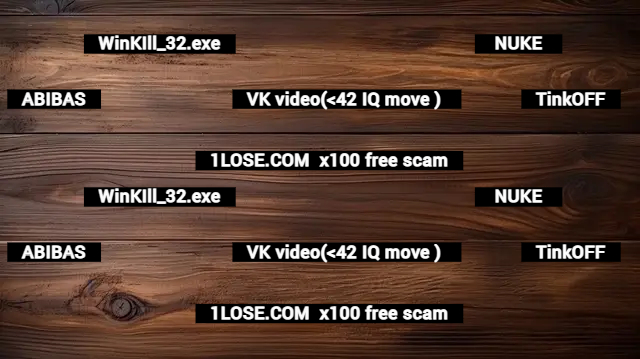 WinKIll_32.exe NUKE
ABIBAS VK video(<42 IQ move ) TinkOFF
1LOSE.COM x100 free scam
WinKIll_32.exe NUKE
ABIBAS VK video(<42 IQ move ) TinkOFF
1LOSE.COM x100 free scam